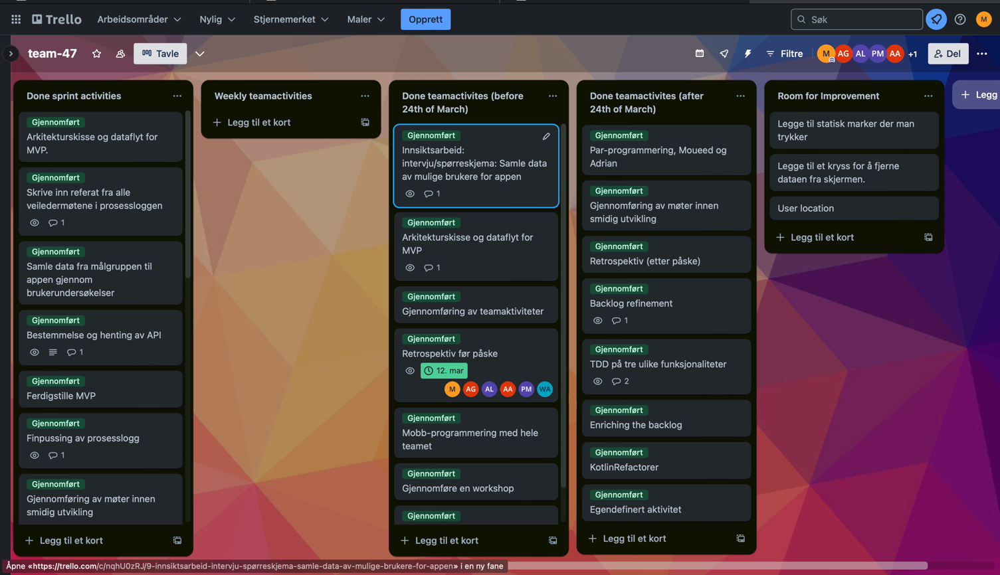 Trello
Arbeidsområder
Nylig
Stjernemerket
Maler
Opprett
Søk
M
team-47
Tavle
Filtre
M
AG
AL
PM
AA
+1
Del
Done sprint activities
Gjennomført
Arkitekturskisse og dataflyt for
MVP.
Gjennomført
Skrive inn referat fra alle
veiledermøtene i prosessloggen
1
Gjennomført
Samle data fra målgruppen til
appen gjennom
brukerundersøkelser
Gjennomført
Bestemmelse og henting av API
1
Gjennomført
Ferdigstille MVP
Gjennomført
Finpussing av prosesslogg
1
Gjennomført
Gjennomføring av møter innen
smidig utvikling
Legg til et kort
Weekly teamactivities
Legg til et kort
Done teamactivites (before
24th of March)
Gjennomført
Innsiktsarbeid:
intervju/spørreskjema: Samle data
av mulige brukere for appen
1
Gjennomført
Arkitekturskisse og dataflyt for
MVP
1
Gjennomført
Gjennomføring av teamaktiviteter
Gjennomført
Retrospektiv før påske
12. mar
M
AG
AL
AA
PM
WA
Gjennomført
Mobb-programmering med hele
teamet
Gjennomført
Gjennomføre en workshop
Gjennomført
Legg til et kort
Done teamactivites (after
24th of March)
Gjennomført
Par-programmering, Moueed og
Adrian
Gjennomført
Gjennomføring av møter innen
smidig utvikling
Gjennomført
Retrospektiv (etter påske)
Gjennomført
Backlog refinement
1
Gjennomført
TDD på tre ulike funksjonaliteter
2
Gjennomført
Enriching the backlog
Gjennomført
KotlinRefactorer
Gjennomført
Egendefinert aktivitet
Legg til et kort
Room for Improvement
Legge til statisk marker der man
trykker
Legge til et kryss for å fjerne
dataen fra skjermen.
User location
Legg til et kort
Legg
Åpne «https://trello.com/c/nqhU0zRJ/9-innsiktsarbeid-intervju-spørreskjema-samle-data-av-mulige-brukere-for-appen» i en ny fane